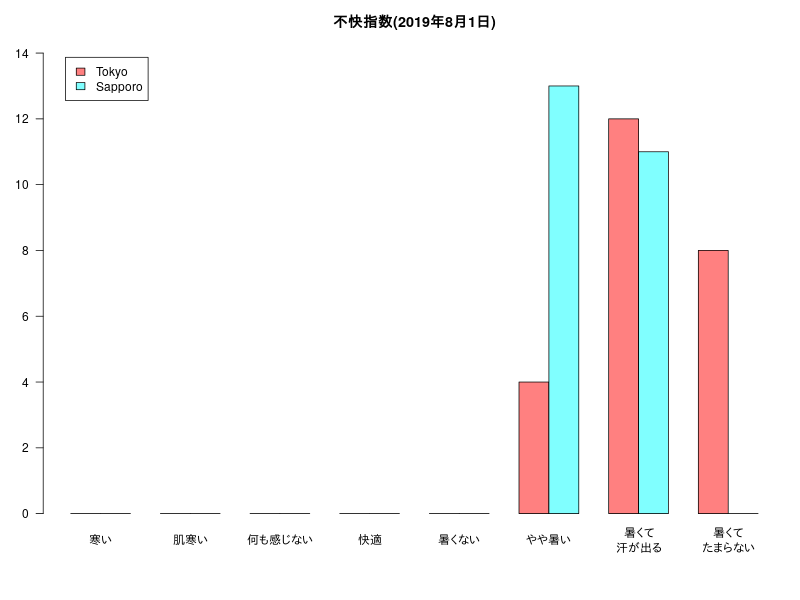 不快指数(2019年8月1日)
Tokyo
Sapporo
14
12
10
8
6
4
2
0
寒い
肌寒い
何も感じない
快適
暑くない
やや暑い
暑くて
汗が出る
暑くて
たまらない